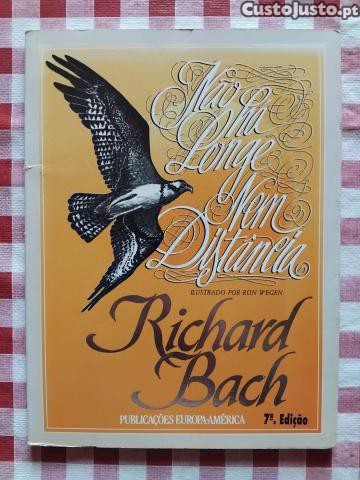 CustoJusto.pt
Não Há
Longe
Nem
Distância
ILUSTRADO POR RON WEGEN
Richard
Bach
PUBLICAÇÕES EUROPA-AMÉRICA 7ª. Edição